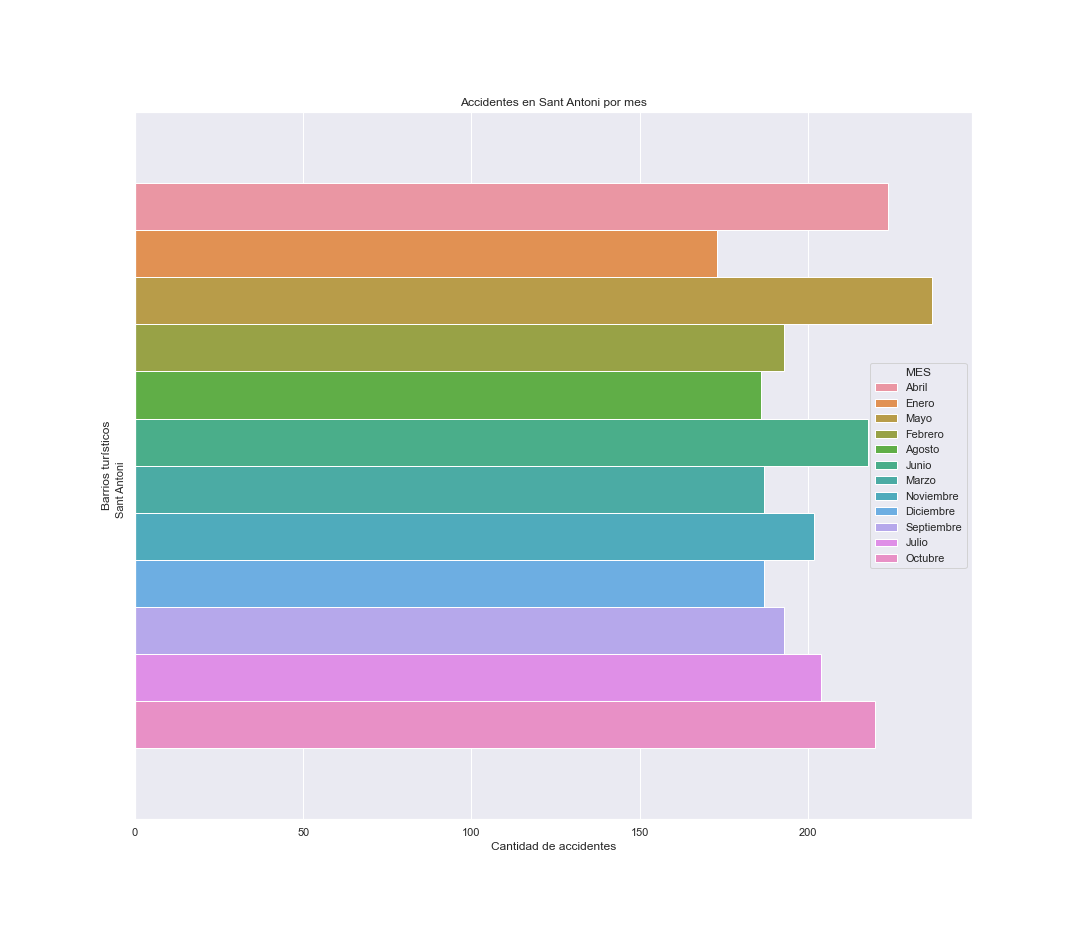 Accidentes en Sant Antoni por mes
Barrios turísticos
Sant Antoni
MES
Abril
Enero
Mayo
Febrero
Agosto
Junio
Marzo
Noviembre
Diciembre
Septiembre
Julio
Octubre
0 50 100 150 200
Cantidad de accidentes